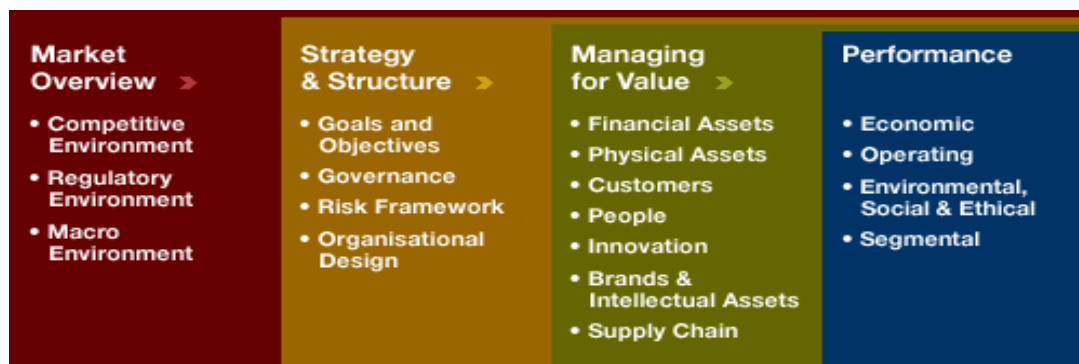 Market
Overview >
• Competitive
Environment
• Regulatory
Environment
• Macro
Environment
Strategy
& Structure >
• Goals and
Objectives
• Governance
• Risk Framework
• Organisational
Design
Managing
for Value >
• Financial Assets
• Physical Assets
• Customers
• People
• Innovation
• Brands &
Intellectual Assets
• Supply Chain
Performance
• Economic
• Operating
• Environmental,
Social & Ethical
• Segmental